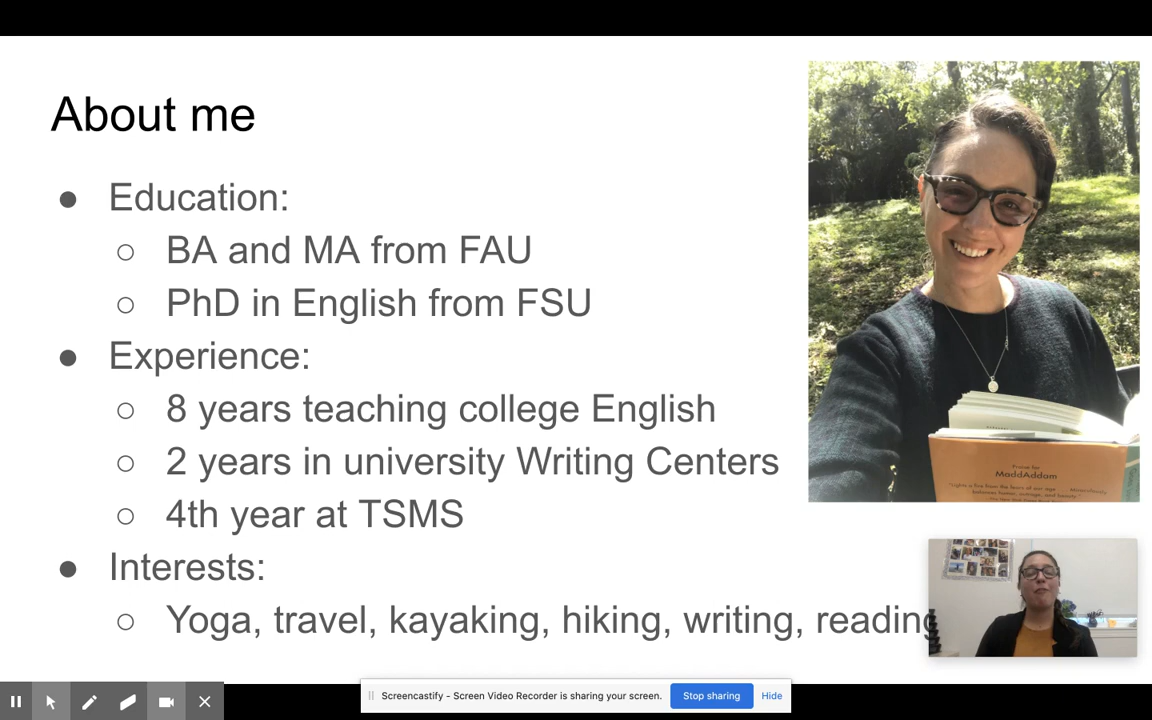 About me
● Education:
○ BA and MA from FAU
○ PhD in English from FSU
● Experience:
○ 8 years teaching college English
○ 2 years in university Writing Centers
○ 4th year at TSMS
● Interests:
○ Yoga, travel, kayaking, hiking, writing, reading
Praise for
MaddAddam
Screencastify - Screen Video Recorder is sharing your screen.
Stop sharing
Hide